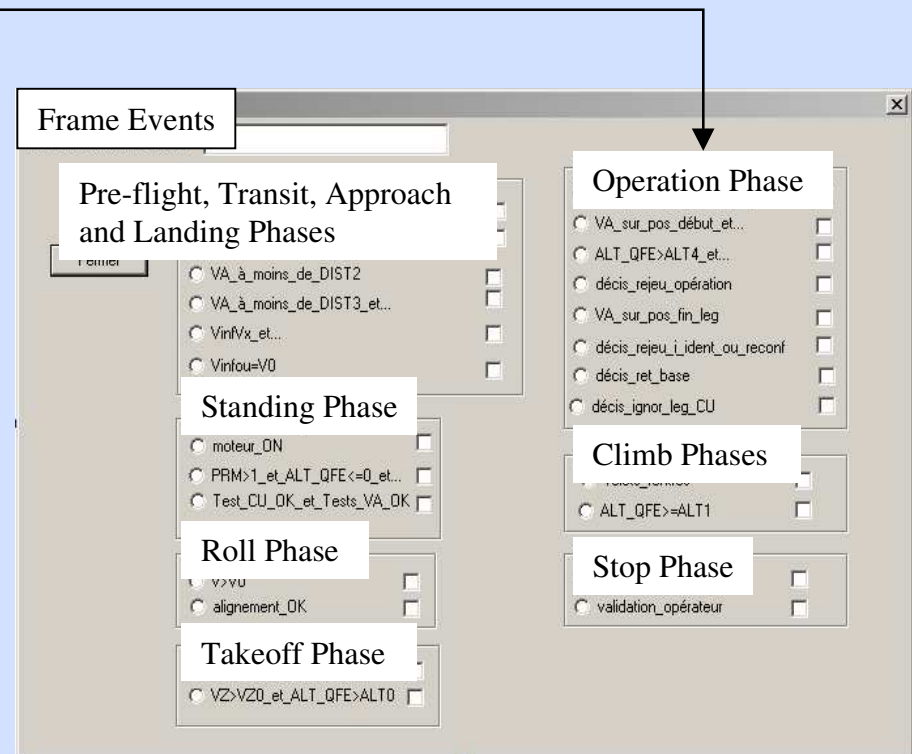 Frame Events
Pre-flight, Transit, Approach
and Landing Phases
VA_à_moins_de_DIST2
VA_à_moins_de_DIST3_et...
VinfVx_et...
Vinfou=V0
Standing Phase
moteur_ON
PRM>1_et_ALT_QFE<=0_et...
Test_CU_OK_et_Tests_VA_OK
Roll Phase
V>V0
alignement_OK
Takeoff Phase
VZ>VZ0_et_ALT_QFE>ALT0
Operation Phase
VA_sur_pos_début_et...
ALT_QFE>ALT4_et...
décis_rejeu_opération
VA_sur_pos_fin_leg
décis_rejeu_i_ident_ou_reconf
décis_ret_base
décis_ignor_leg_CU
Climb Phases
ALT_QFE>=ALT1
Stop Phase
validation_opérateur